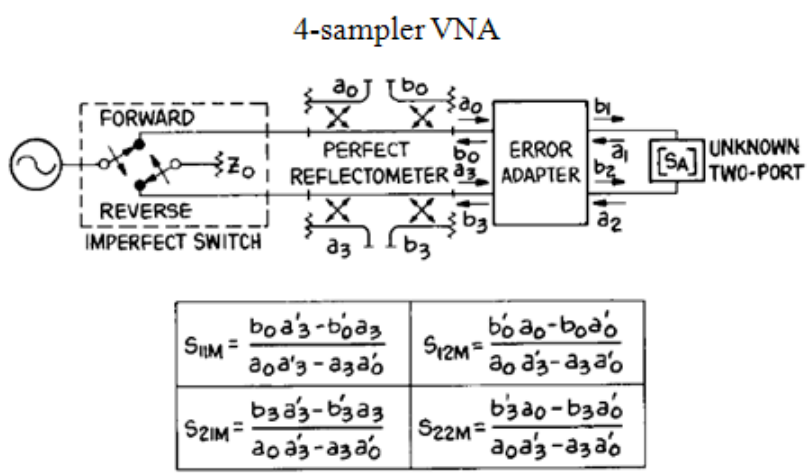 4-sampler VNA
a₀ b₀
FORWARD
REVERSE
IMPERFECT SWITCH
Z₀
PERFECT
REFLECTOMETER
a₃ b₃
a₀
b₀
a₃
b₃
ERROR
ADAPTER
b₁
a₁
b₂
a₂
[S_A]
UNKNOWN
TWO-PORT
S₁₁M = (b₀a'₃ - b'₀a₃) / (a₀a'₃ - a₃a'₀)
S₁₂M = (b'₀a₀ - b₀a'₀) / (a₀a'₃ - a₃a'₀)
S₂₁M = (b₃a'₃ - b'₃a₃) / (a₀a'₃ - a₃a'₀)
S₂₂M = (b'₃a₀ - b₃a'₀) / (a₀a'₃ - a₃a'₀)